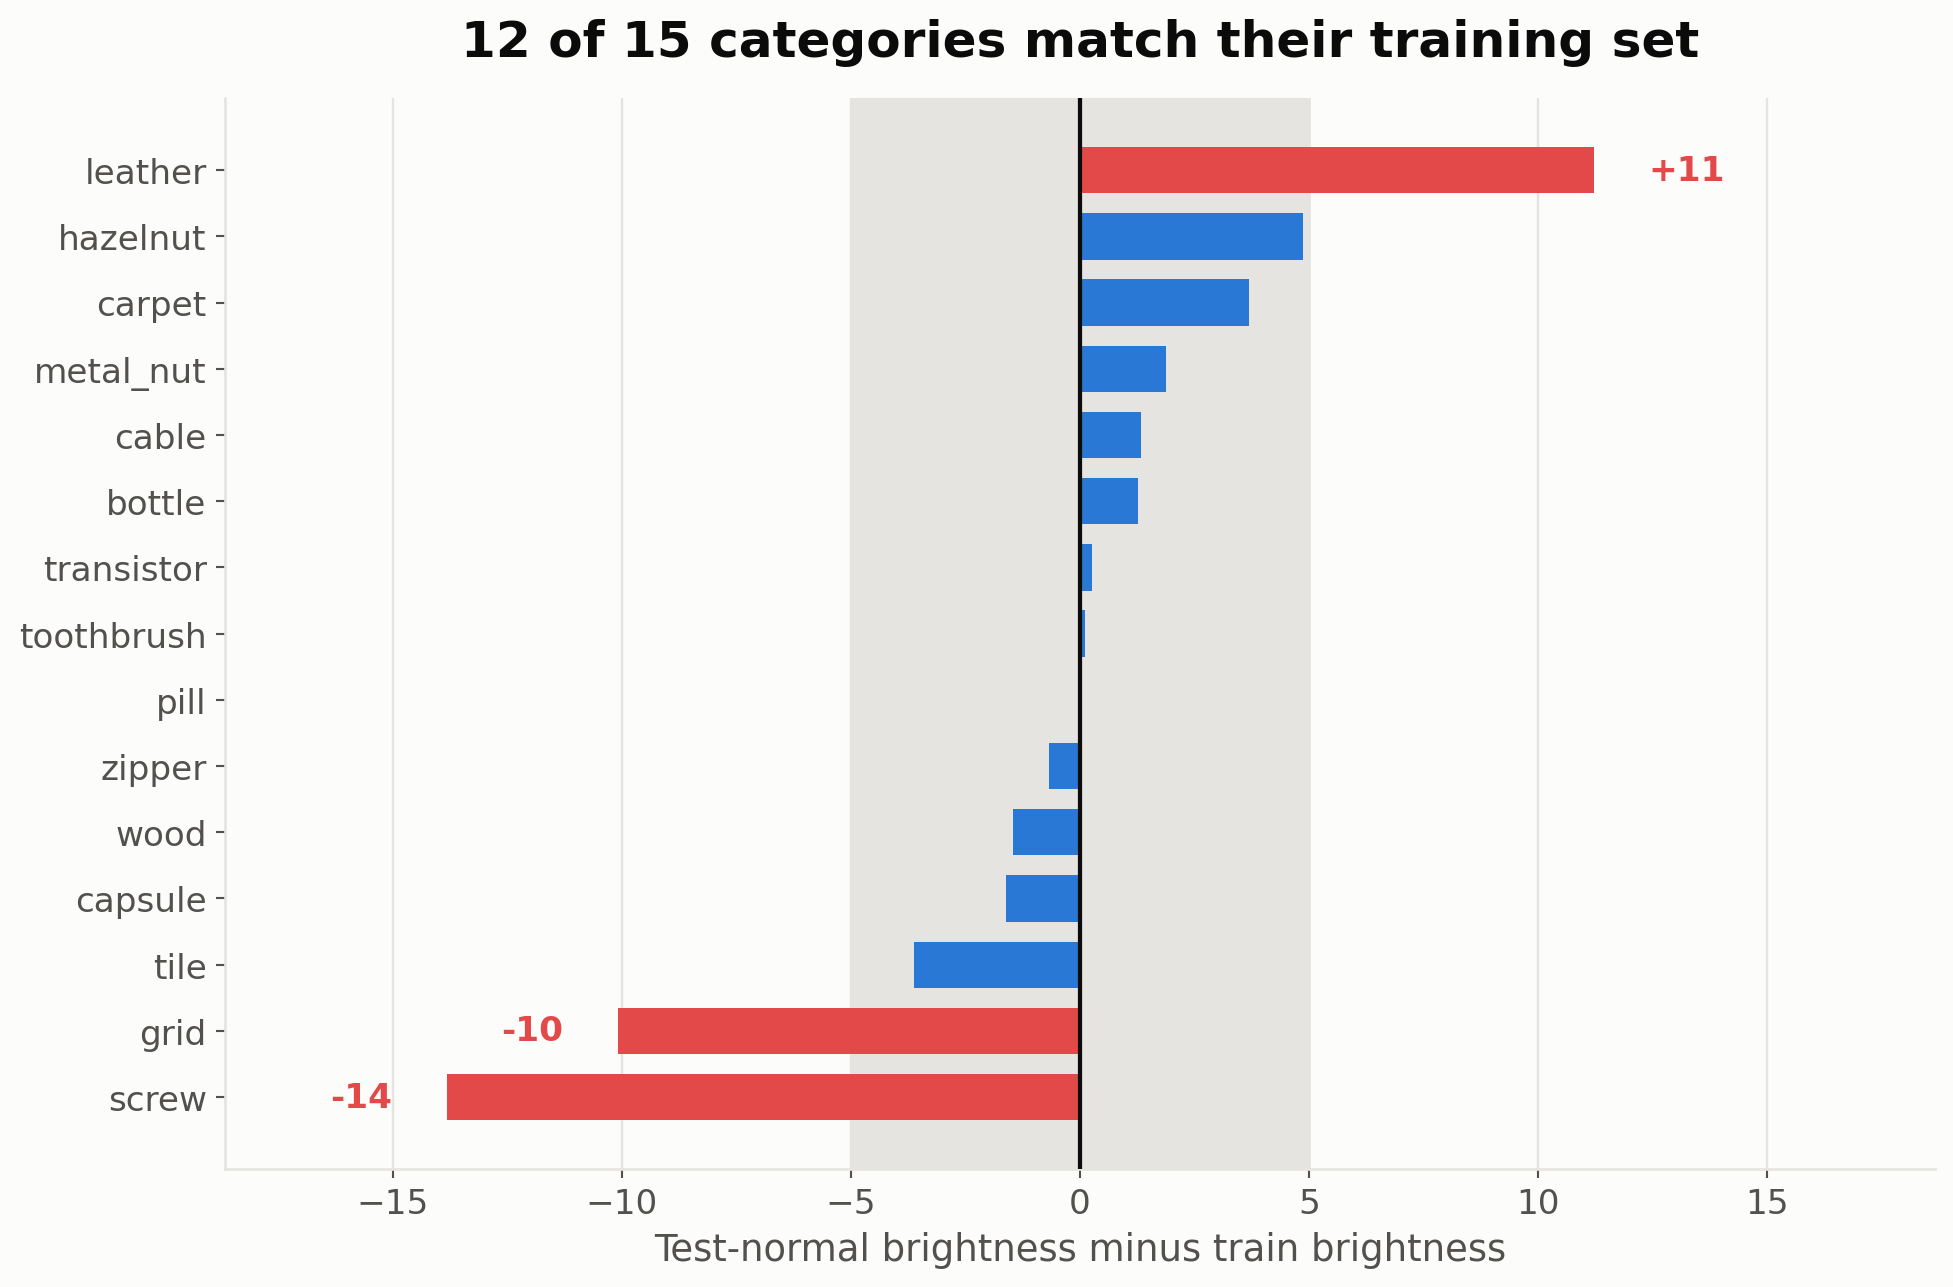 12 of 15 categories match their training set
leather
+11
hazelnut
carpet
metal_nut
cable
bottle
transistor
toothbrush
pill
zipper
wood
capsule
tile
grid
-10
screw
-14
−15 −10 −5 0 5 10 15
Test-normal brightness minus train brightness